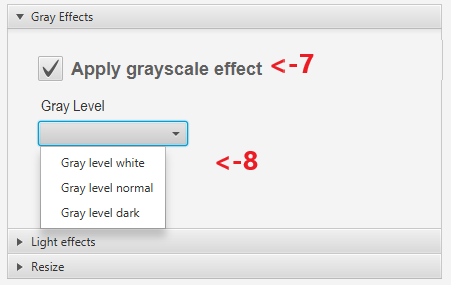 Gray Effects
Apply grayscale effect <-7
Gray Level
<-8
Gray level white
Gray level normal
Gray level dark
Light effects
Resize